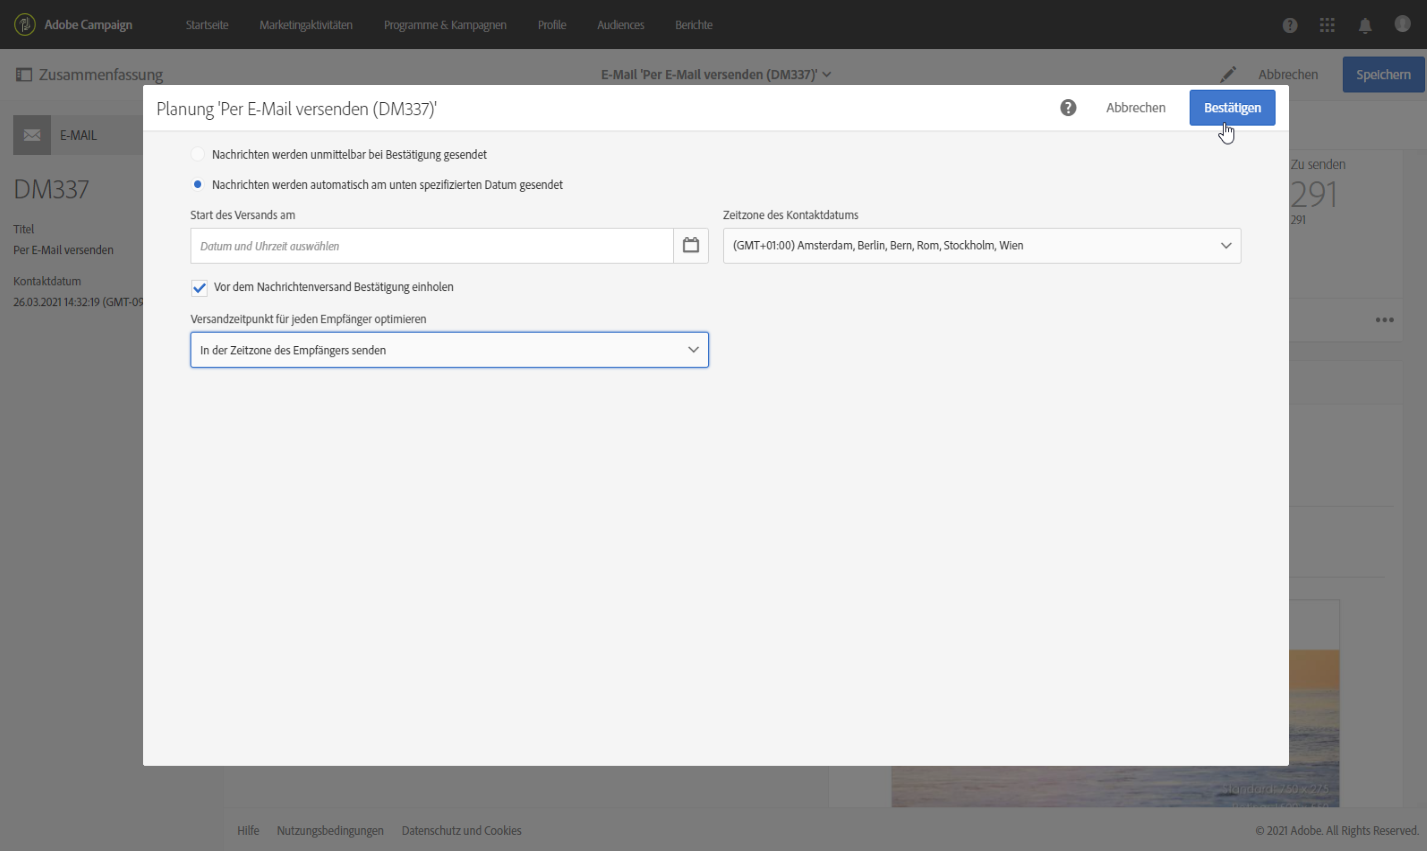 Adobe Campaign Startseite Marketingaktivitäten Programme & Kampagnen Profile Audiences Berichte
Zusammenfassung E-Mail 'Per E-Mail versenden (DM337)' Abbrechen Speichern
Planung 'Per E-Mail versenden (DM337)' Abbrechen Bestätigen
E-MAIL
DM337
Titel
Per E-Mail versenden
Kontaktdatum
26.03.2021 14:32:19 (GMT-09
Nachrichten werden unmittelbar bei Bestätigung gesendet
Nachrichten werden automatisch am unten spezifizierten Datum gesendet
Start des Versands am
Datum und Uhrzeit auswählen
Zeitzone des Kontaktdatums
(GMT+01:00) Amsterdam, Berlin, Bern, Rom, Stockholm, Wien
Vor dem Nachrichtenversand Bestätigung einholen
Versandzeitpunkt für jeden Empfänger optimieren
In der Zeitzone des Empfängers senden
Zu senden
291
291
Hilfe Nutzungsbedingungen Datenschutz und Cookies
© 2021 Adobe. All Rights Reserved.